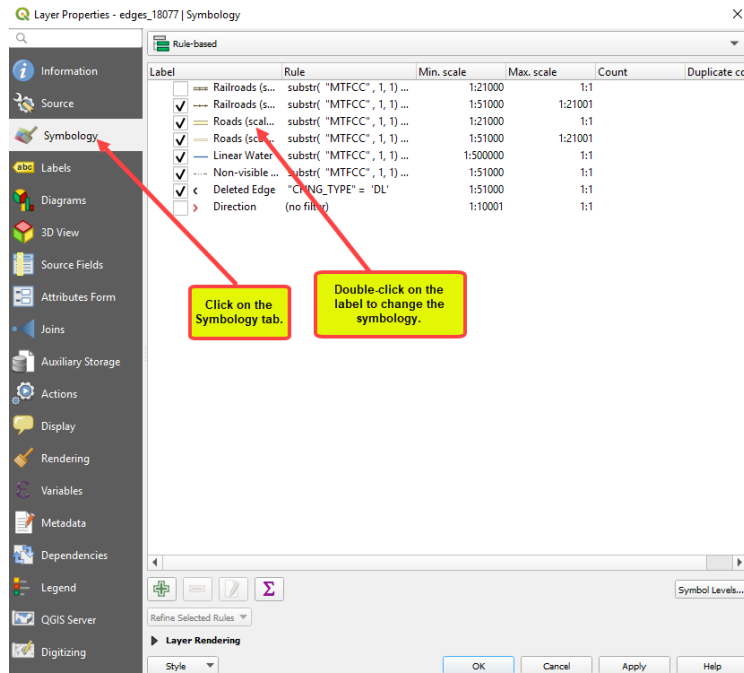 Layer Properties - edges_18077 | Symbology
Rule-based
Information
Source
Symbology
abc Labels
Diagrams
3D View
Source Fields
Attributes Form
Joins
Auxiliary Storage
Actions
Display
Rendering
Variables
Metadata
Dependencies
Legend
QGIS Server
Digitizing
Label Rule Min. scale Max. scale Count Duplicate co
Railroads (s... substr( "MTFCC" , 1, 1) ... 1:21000 1:1
Railroads (s... substr( "MTFCC" , 1, 1) ... 1:51000 1:21001
Roads (scal... substr( "MTFCC" , 1, 1) ... 1:21000 1:1
Roads (scal... substr( "MTFCC" , 1, 1) ... 1:51000 1:21001
Linear Water substr( "MTFCC" , 1, 1) ... 1:500000 1:1
Non-visible ... substr( "MTFCC" , 1, 1) ... 1:51000 1:1
Deleted Edge "CHNG_TYPE" = 'DL' 1:51000 1:1
Direction (no filter) 1:10001 1:1
Click on the
Symbology tab.
Double-click on the
label to change the
symbology.
Symbol Levels...
Refine Selected Rules
Layer Rendering
Style
OK
Cancel
Apply
Help